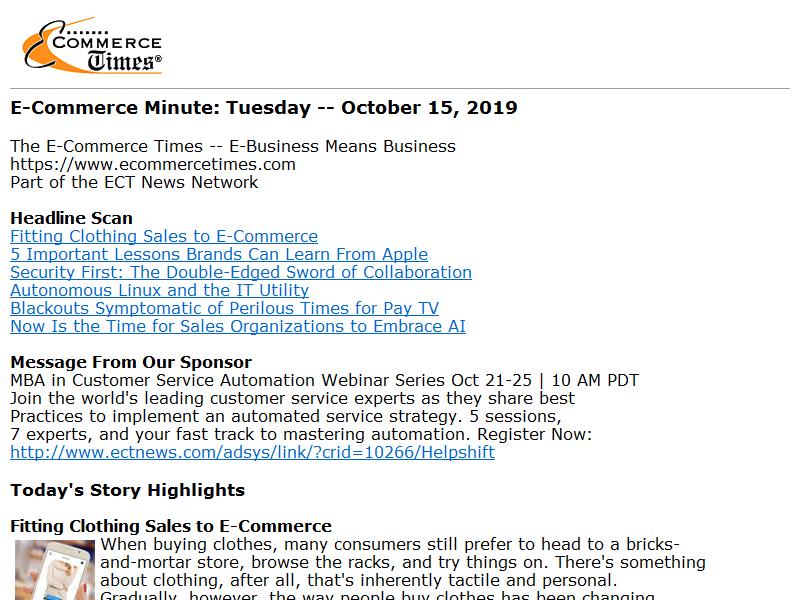 E-COMMERCE
Times®
E-Commerce Minute: Tuesday -- October 15, 2019
The E-Commerce Times -- E-Business Means Business
https://www.ecommercetimes.com
Part of the ECT News Network
Headline Scan
Fitting Clothing Sales to E-Commerce
5 Important Lessons Brands Can Learn From Apple
Security First: The Double-Edged Sword of Collaboration
Autonomous Linux and the IT Utility
Blackouts Symptomatic of Perilous Times for Pay TV
Now Is the Time for Sales Organizations to Embrace AI
Message From Our Sponsor
MBA in Customer Service Automation Webinar Series Oct 21-25 | 10 AM PDT
Join the world's leading customer service experts as they share best
Practices to implement an automated service strategy. 5 sessions,
7 experts, and your fast track to mastering automation. Register Now:
http://www.ectnews.com/adsys/link/?crid=10266/Helpshift
Today's Story Highlights
Fitting Clothing Sales to E-Commerce
When buying clothes, many consumers still prefer to head to a bricks-
and-mortar store, browse the racks, and try things on. There's something
about clothing, after all, that's inherently tactile and personal.
Gradually, however, the way people buy clothes has been changing